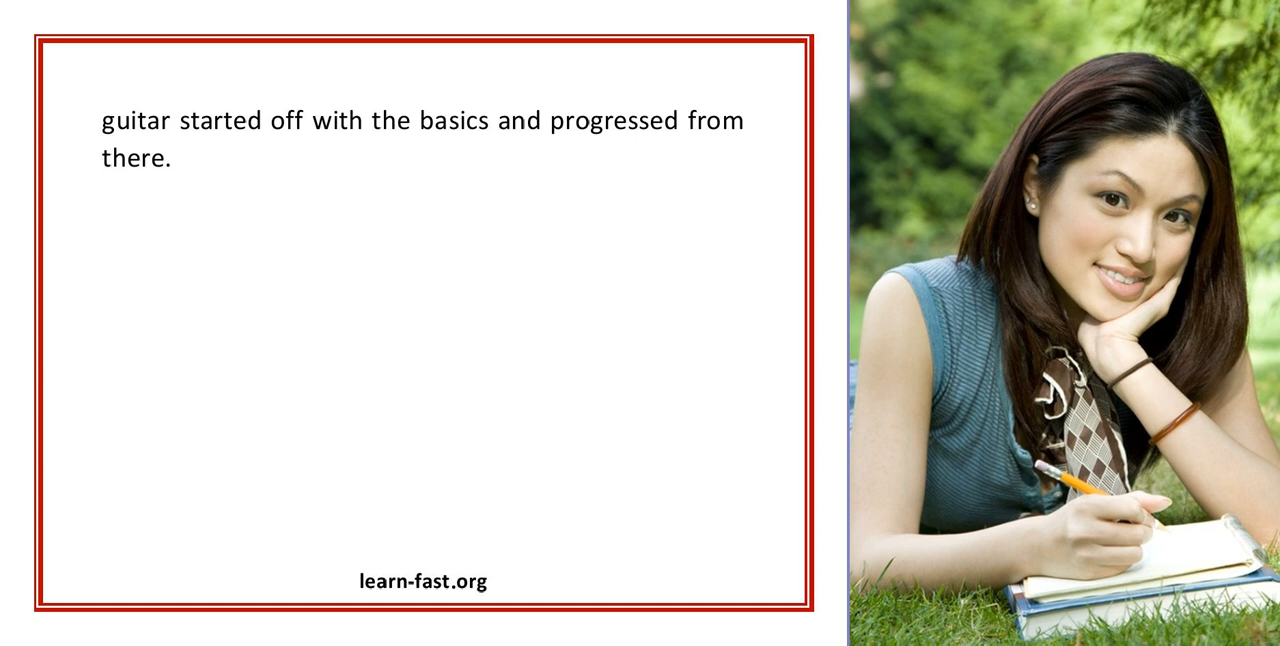 guitar started off with the basics and progressed from
there.
learn-fast.org